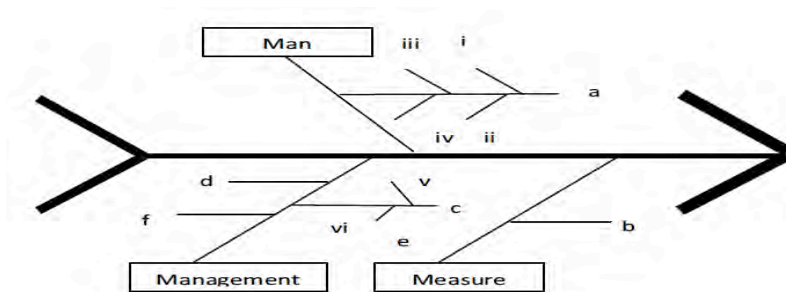 Man
iii i
a
iv ii
d v
c
f vi b
e
Management Measure